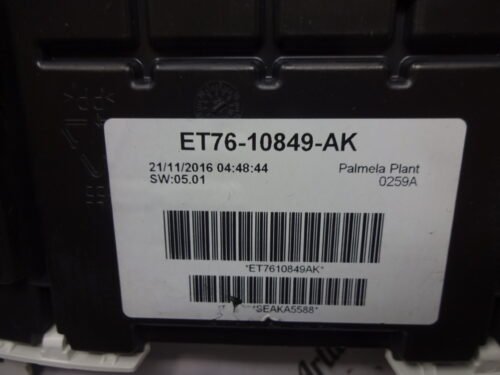 ET76-10849-AK
21/11/2016 04:48:44 Palmela Plant
SW:05.01 0259A
*ET7610849AK*
*SEAKA5588*